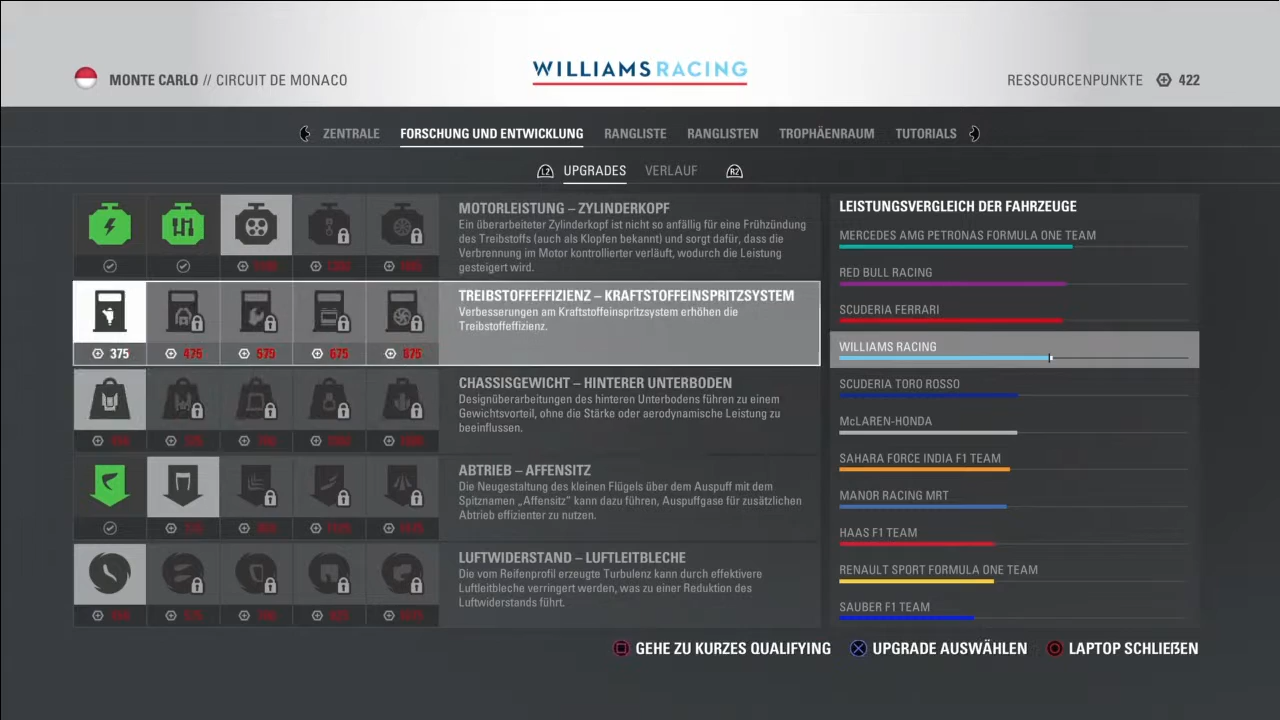 MONTE CARLO // CIRCUIT DE MONACO
WILLIAMS RACING
RESSOURCENPUNKTE 422
ZENTRALE FORSCHUNG UND ENTWICKLUNG RANGLISTE RANGLISTEN TROPHÄENRAUM TUTORIALS
L2 UPGRADES VERLAUF R2
MOTORLEISTUNG – ZYLINDERKOPF
Ein überarbeiteter Zylinderkopf ist nicht so anfällig für eine Frühzündung
des Treibstoffs (auch als Klopfen bekannt) und sorgt dafür, dass die
Verbrennung im Motor kontrollierter verläuft, wodurch die Leistung
gesteigert wird.
TREIBSTOFFEFFIZIENZ – KRAFTSTOFFEINSPRITZSYSTEM
Verbesserungen am Kraftstoffeinspritzsystem erhöhen die
Treibstoffeffizienz.
375 475 575 675 875
CHASSISGEWICHT – HINTERER UNTERBODEN
Designüberarbeitungen des hinteren Unterbodens führen zu einem
Gewichtsvorteil, ohne die Stärke oder aerodynamische Leistung zu
beeinflussen.
ABTRIEB – AFFENSITZ
Die Neugestaltung des kleinen Flügels über dem Auspuff mit dem
Spitznamen „Affensitz“ kann dazu führen, Auspuffgase für zusätzlichen
Abtrieb effizienter zu nutzen.
LUFTWIDERSTAND – LUFTLEITBLECHE
Die vom Reifenprofil erzeugte Turbulenz kann durch effektivere
Luftleitbleche verringert werden, was zu einer Reduktion des
Luftwiderstands führt.
LEISTUNGSVERGLEICH DER FAHRZEUGE
MERCEDES AMG PETRONAS FORMULA ONE TEAM
RED BULL RACING
SCUDERIA FERRARI
WILLIAMS RACING
SCUDERIA TORO ROSSO
McLAREN-HONDA
SAHARA FORCE INDIA F1 TEAM
MANOR RACING MRT
HAAS F1 TEAM
RENAULT SPORT FORMULA ONE TEAM
SAUBER F1 TEAM
GEHE ZU KURZES QUALIFYING UPGRADE AUSWÄHLEN LAPTOP SCHLIEẞEN